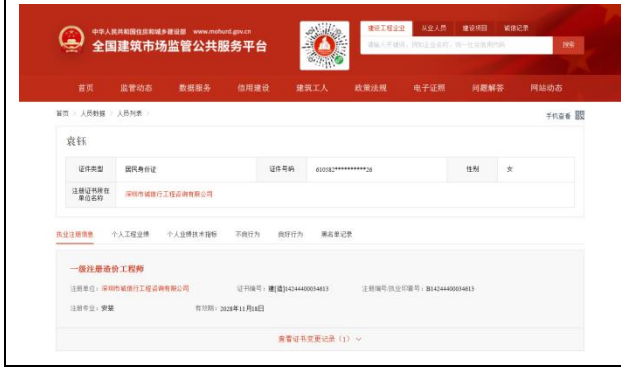 中华人民共和国住房和城乡建设部 www.mohurd.gov.cn
全国建筑市场监管公共服务平台
建设工程企业 从业人员 建设项目 诚信记录
搜索
首页 监管动态 数据服务 信用建设 建筑工人 政策法规 电子证照 问题解答 网站动态
首页 人员数据 人员列表
手机查看
袁钰
证件类型 居民身份证 证件号码 610582**********26 性别 女
注册证书所在单位名称 深圳市诚信行工程咨询有限公司
执业注册信息 个人工程业绩 个人业绩技术指标 不良行为 良好行为 黑名单记录
一级注册造价工程师
注册单位：深圳市诚信行工程咨询有限公司 证书编号：建[造]14244400034613 注册编号/执业印章号：B14244400034613
注册专业：安装 有效期：2028年11月18日
查看证书变更记录（1）